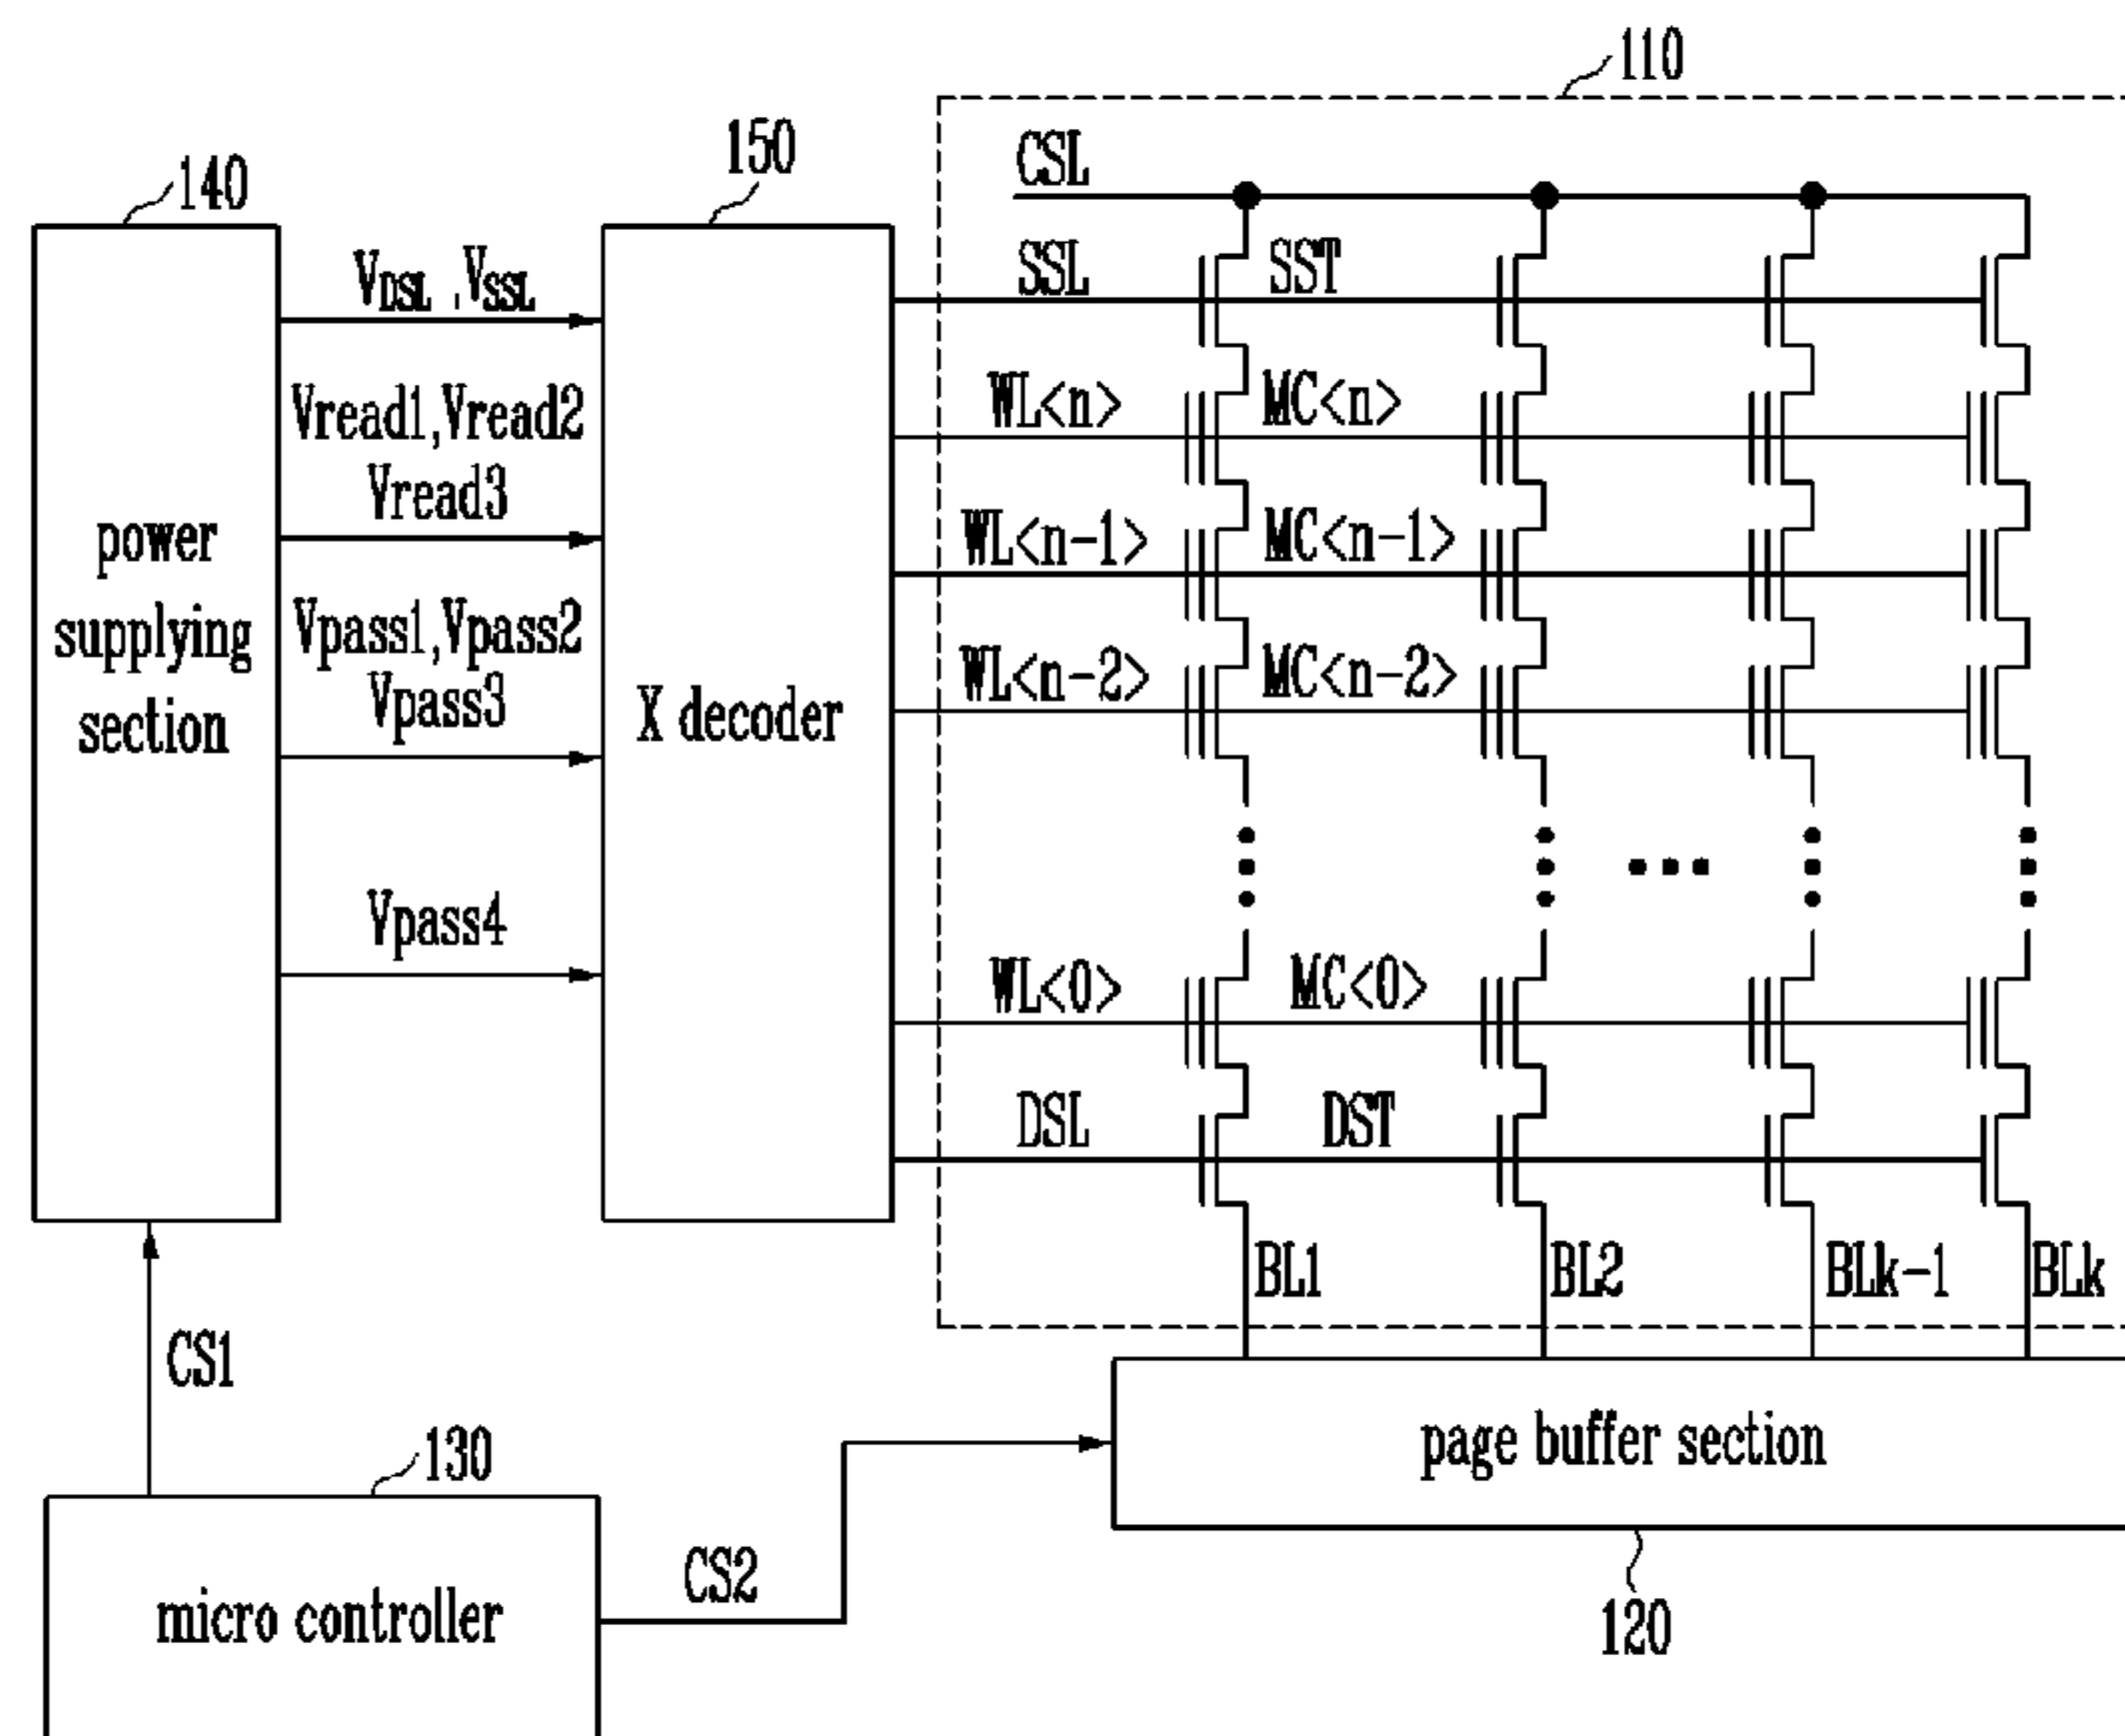 110
150
140
CSL
V_DSL ,V_SSL
SSL
SST
Vread1,Vread2
Vread3
WL<n>
MC<n>
power
supplying
section
WL<n-1>
MC<n-1>
Vpass1,Vpass2
Vpass3
X decoder
WL<n-2>
MC<n-2>
Vpass4
WL<0>
MC<0>
DSL
DST
BL1
BL2
BLk-1
BLk
CS1
130
page buffer section
CS2
micro controller
120